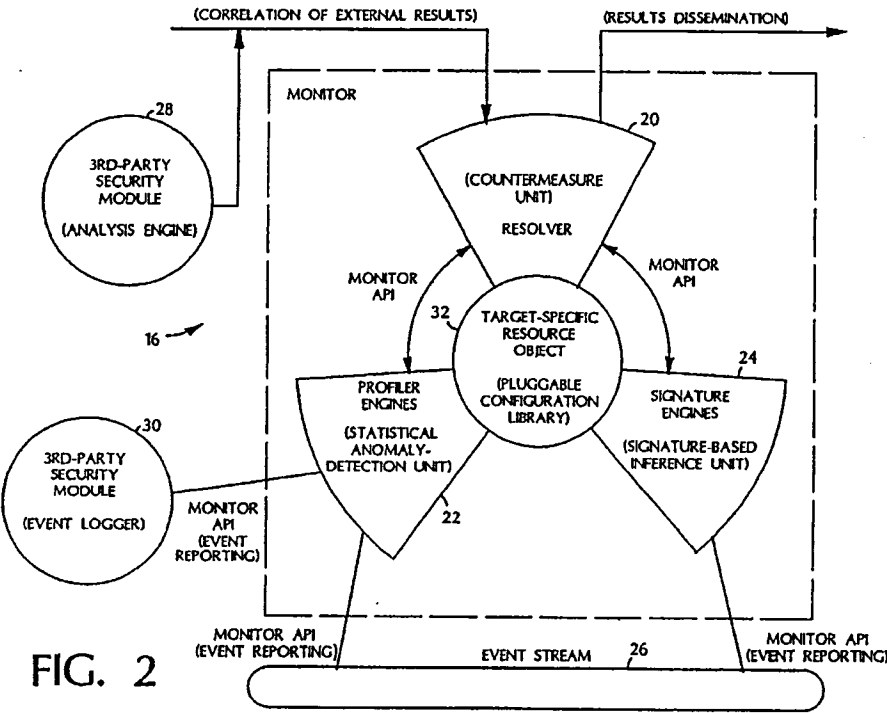 (CORRELATION OF EXTERNAL RESULTS)
(RESULTS DISSEMINATION)
MONITOR
28
3RD-PARTY
SECURITY
MODULE
(ANALYSIS ENGINE)
20
(COUNTERMEASURE
UNIT)
RESOLVER
MONITOR
API
MONITOR
API
16
32
TARGET-SPECIFIC
RESOURCE
OBJECT
(PLUGGABLE
CONFIGURATION
LIBRARY)
PROFILER
ENGINES
(STATISTICAL
ANOMALY-
DETECTION UNIT)
22
24
SIGNATURE
ENGINES
(SIGNATURE-BASED
INFERENCE UNIT)
30
3RD-PARTY
SECURITY
MODULE
(EVENT LOGGER)
MONITOR
API
(EVENT
REPORTING)
MONITOR API
(EVENT REPORTING)
EVENT STREAM
26
MONITOR API
(EVENT REPORTING)
FIG. 2